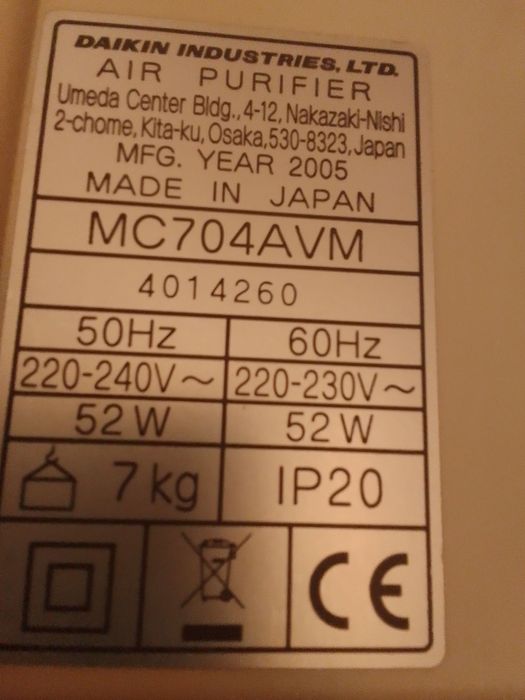 DAIKIN INDUSTRIES, LTD.
AIR PURIFIER
Umeda Center Bldg., 4-12, Nakazaki-Nishi
2-chome, Kita-ku, Osaka, 530-8323, Japan
MFG. YEAR 2005
MADE IN JAPAN
MC704AVM
4014260
50Hz 60Hz
220-240V～ 220-230V～
52W 52W
7kg IP20
CE